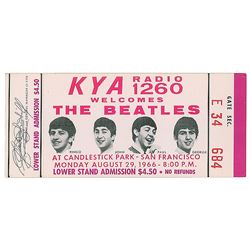 KYA RADIO 1260
WELCOMES
THE BEATLES
RINGO JOHN PAUL GEORGE
AT CANDLESTICK PARK - SAN FRANCISCO
MONDAY AUGUST 29, 1966 - 8:00 P.M.
LOWER STAND ADMISSION $4.50 • NO REFUNDS
LOWER STAND ADMISSION $4.50
GATE SEC.
E 34
684